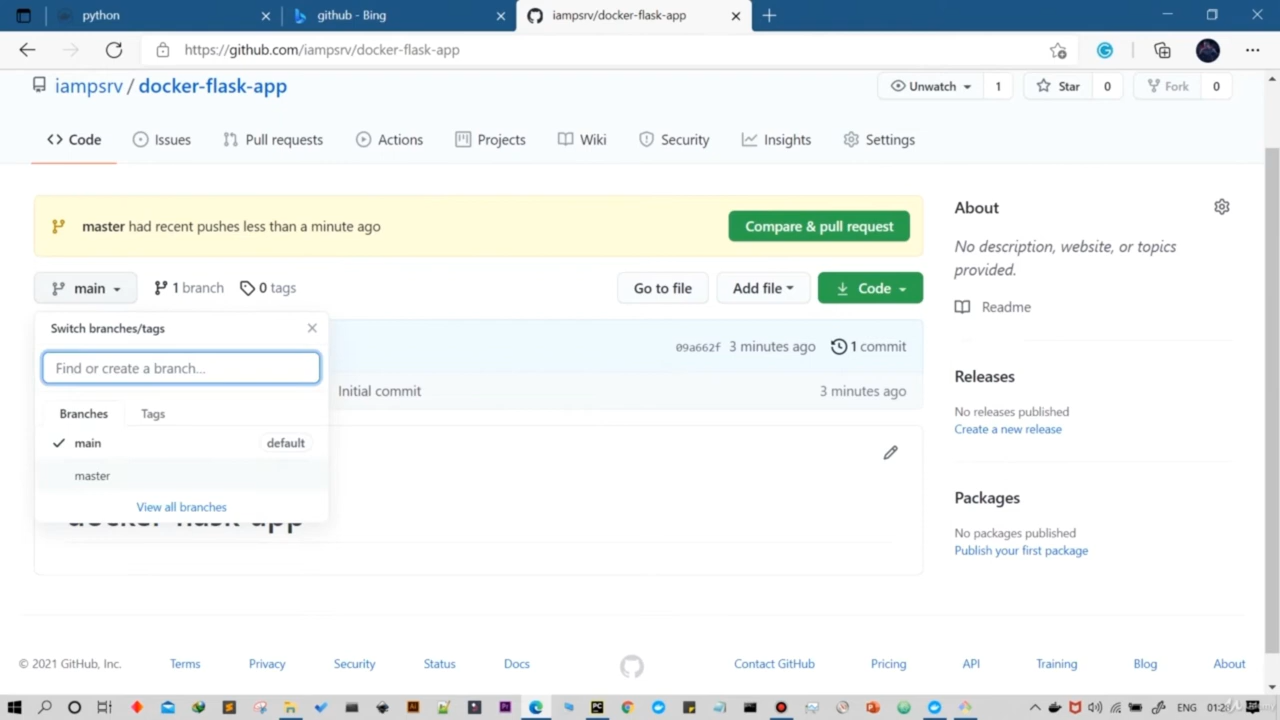 python
github - Bing
iampsrv/docker-flask-app
https://github.com/iampsrv/docker-flask-app
iampsrv / docker-flask-app
Unwatch 1
Star 0
Fork 0
Code
Issues
Pull requests
Actions
Projects
Wiki
Security
Insights
Settings
master had recent pushes less than a minute ago
Compare & pull request
main
1 branch
0 tags
Go to file
Add file
Code
Switch branches/tags
Find or create a branch...
Branches
Tags
main
default
master
View all branches
09a662f 3 minutes ago
1 commit
Initial commit
3 minutes ago
docker-flask-app
About
No description, website, or topics
provided.
Readme
Releases
No releases published
Create a new release
Packages
No packages published
Publish your first package
© 2021 GitHub, Inc.
Terms
Privacy
Security
Status
Docs
Contact GitHub
Pricing
API
Training
Blog
About
ENG